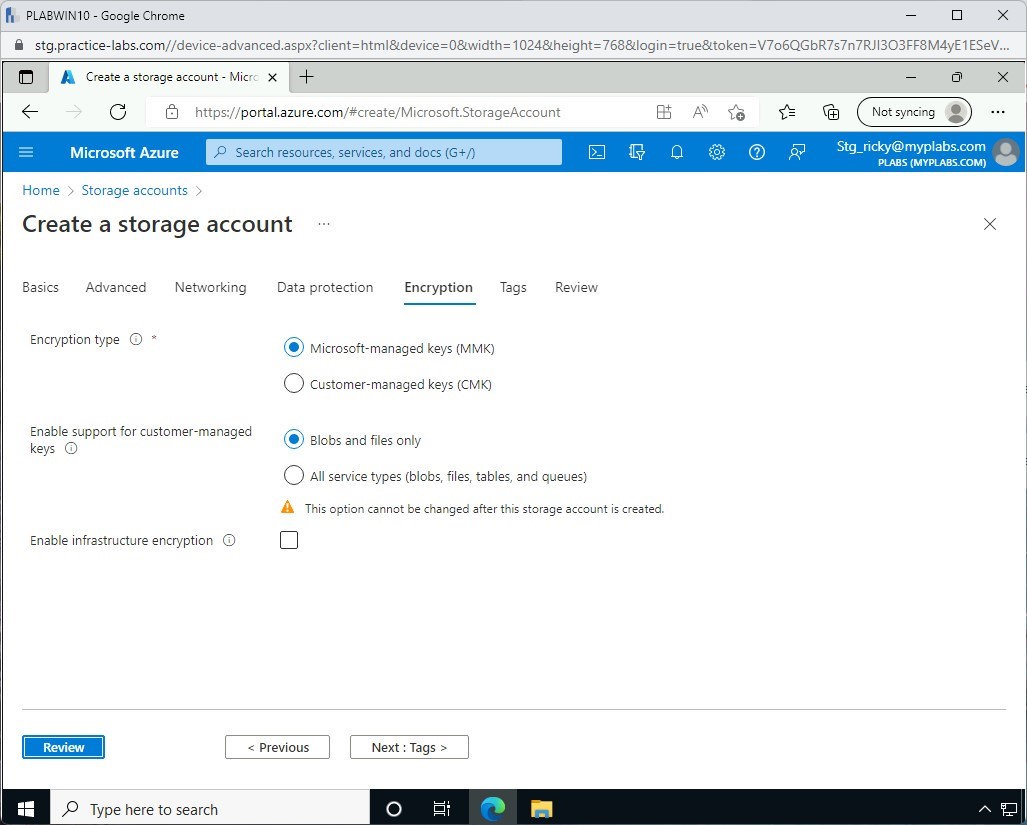 PLABWIN10 - Google Chrome
stg.practice-labs.com//device-advanced.aspx?client=html&device=0&width=1024&height=768&login=true&token=V7o6QGbR7s7n7RJI3O3FF8M4yE1ESeV...
Create a storage account - Micro
https://portal.azure.com/#create/Microsoft.StorageAccount
Not syncing
Microsoft Azure
Search resources, services, and docs (G+/)
Stg_ricky@myplabs.com
PLABS (MYPLABS.COM)
Home > Storage accounts >
Create a storage account ...
Basics Advanced Networking Data protection Encryption Tags Review
Encryption type *
Microsoft-managed keys (MMK)
Customer-managed keys (CMK)
Enable support for customer-managed
keys
Blobs and files only
All service types (blobs, files, tables, and queues)
This option cannot be changed after this storage account is created.
Enable infrastructure encryption
Review < Previous Next : Tags >
Type here to search